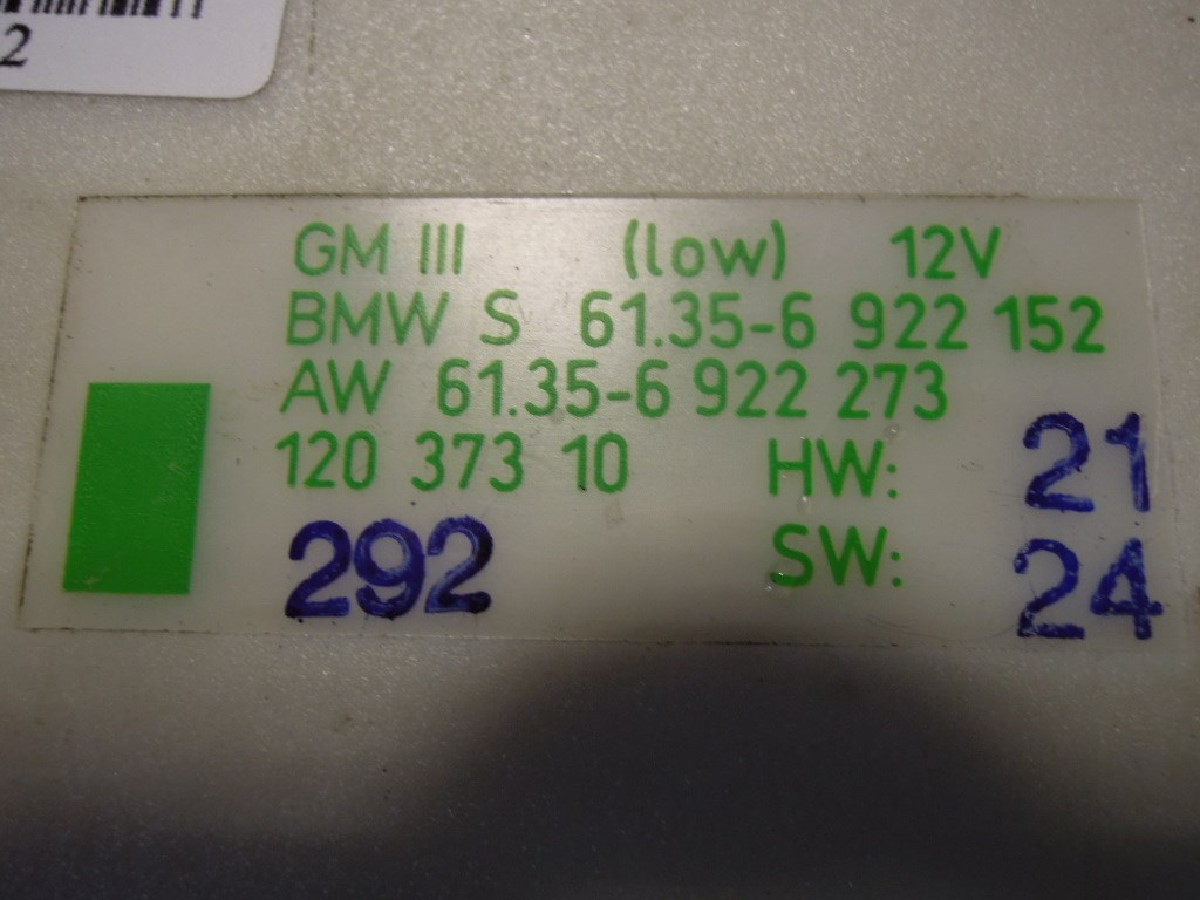 2
GM III (low) 12V
BMW S 61.35-6 922 152
AW 61.35-6 922 273
120 373 10 HW: 21
292 SW: 24